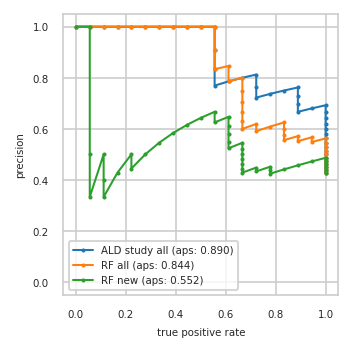 1.0
0.8
0.6
0.4
0.2
0.0
precision
ALD study all (aps: 0.890)
RF all (aps: 0.844)
RF new (aps: 0.552)
0.0 0.2 0.4 0.6 0.8 1.0
true positive rate